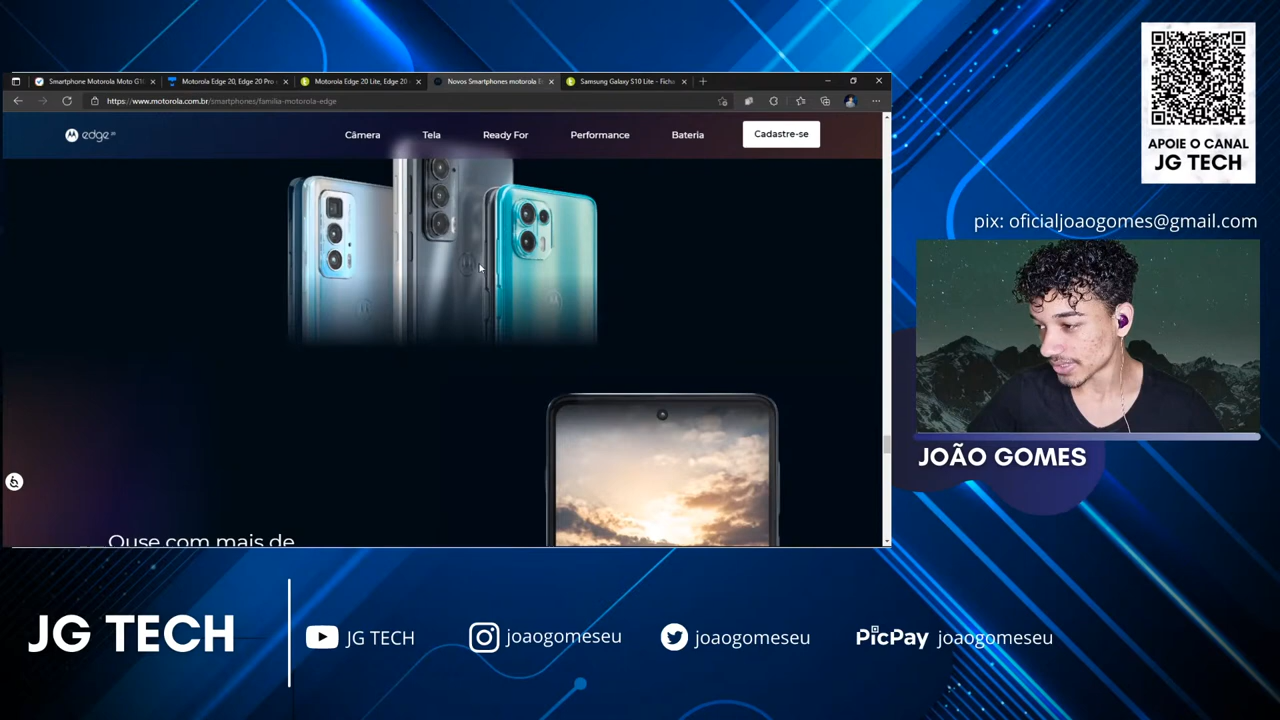 Smartphone Motorola Moto G1
Motorola Edge 20, Edge 20 Pro
Motorola Edge 20 Lite, Edge 20
Novos Smartphones motorola E
Samsung Galaxy S10 Lite - Fich
https://www.motorola.com.br/smartphones/familia-motorola-edge
edge 20
Câmera
Tela
Ready For
Performance
Bateria
Cadastre-se
Ouse com mais de
APOIE O CANAL
JG TECH
pix: oficialjoaogomes@gmail.com
JOÃO GOMES
JG TECH
JG TECH
joaogomeseu
joaogomeseu
PicPay joaogomeseu